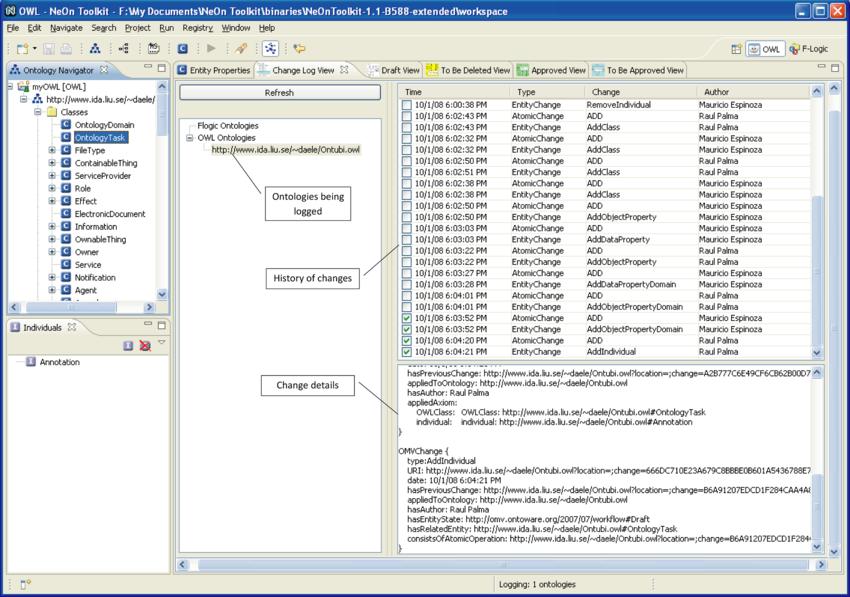 OWL - NeOn Toolkit - F:\My Documents\NeOn Toolkit\binaries\NeOnToolkit-1.1-B588-extended\workspace
File Edit Navigate Search Project Run Registry Window Help
OWL F-Logic
Ontology Navigator
myOWL [OWL]
http://www.ida.liu.se/~daele/
Classes
OntologyDomain
OntologyTask
FileType
ContainableThing
ServiceProvider
Role
Effect
ElectronicDocument
Information
OwnableThing
Owner
Service
Notification
Agent
Individuals
Annotation
Entity Properties Change Log View Draft View To Be Deleted View Approved View To Be Approved View
Refresh
Flogic Ontologies
OWL Ontologies
http://www.ida.liu.se/~daele/Ontubi.owl
Ontologies being
logged
History of changes
Change details
Time Type Change Author
10/1/08 6:00:38 PM EntityChange RemoveIndividual Mauricio Espinoza
10/1/08 6:02:43 PM AtomicChange ADD Mauricio Espinoza
10/1/08 6:02:43 PM EntityChange AddClass Raul Palma
10/1/08 6:02:32 PM AtomicChange ADD Mauricio Espinoza
10/1/08 6:02:32 PM EntityChange AddClass Mauricio Espinoza
10/1/08 6:02:50 PM AtomicChange ADD Raul Palma
10/1/08 6:02:51 PM EntityChange AddClass Raul Palma
10/1/08 6:02:38 PM AtomicChange ADD Mauricio Espinoza
10/1/08 6:02:38 PM EntityChange AddClass Mauricio Espinoza
10/1/08 6:02:50 PM AtomicChange ADD Mauricio Espinoza
10/1/08 6:02:50 PM EntityChange AddObjectProperty Mauricio Espinoza
10/1/08 6:03:03 PM AtomicChange ADD Mauricio Espinoza
10/1/08 6:03:03 PM EntityChange AddDataProperty Mauricio Espinoza
10/1/08 6:03:22 PM AtomicChange ADD Raul Palma
10/1/08 6:03:22 PM EntityChange AddObjectProperty Raul Palma
10/1/08 6:03:27 PM AtomicChange ADD Raul Palma
10/1/08 6:03:28 PM EntityChange AddDataPropertyDomain Raul Palma
10/1/08 6:04:01 PM AtomicChange ADD Raul Palma
10/1/08 6:04:01 PM EntityChange AddObjectPropertyDomain Raul Palma
10/1/08 6:03:52 PM AtomicChange ADD Mauricio Espinoza
10/1/08 6:03:52 PM EntityChange AddObjectPropertyDomain Mauricio Espinoza
10/1/08 6:04:20 PM AtomicChange ADD Raul Palma
10/1/08 6:04:21 PM EntityChange AddIndividual Raul Palma
hasPreviousChange: http://www.ida.liu.se/~daele/Ontubi.owl?location=;change=A2B777C6E49CF6CB62B00D7
appliedToOntology: http://www.ida.liu.se/~daele/Ontubi.owl
hasAuthor: Raul Palma
appliedAxiom:
OWLClass: OWLClass: http://www.ida.liu.se/~daele/Ontubi.owl#OntologyTask
individual: individual: http://www.ida.liu.se/~daele/Ontubi.owl#Annotation
}
OMVChange {
type:AddIndividual
URI: http://www.ida.liu.se/~daele/Ontubi.owl?location=;change=666DC710E23A679C8BBBE0B601A5436788E7
date: 10/1/08 6:04:21 PM
hasPreviousChange: http://www.ida.liu.se/~daele/Ontubi.owl?location=;change=B6A91207EDCD1F284CAA4A8
appliedToOntology: http://www.ida.liu.se/~daele/Ontubi.owl
hasAuthor: Raul Palma
hasEntityState: http://omv.ontoware.org/2007/07/workflow#Draft
hasRelatedEntity: http://www.ida.liu.se/~daele/Ontubi.owl#OntologyTask
consistsOfAtomicOperation: http://www.ida.liu.se/~daele/Ontubi.owl?location=;change=B6A91207EDCD1F284
}
Logging: 1 ontologies